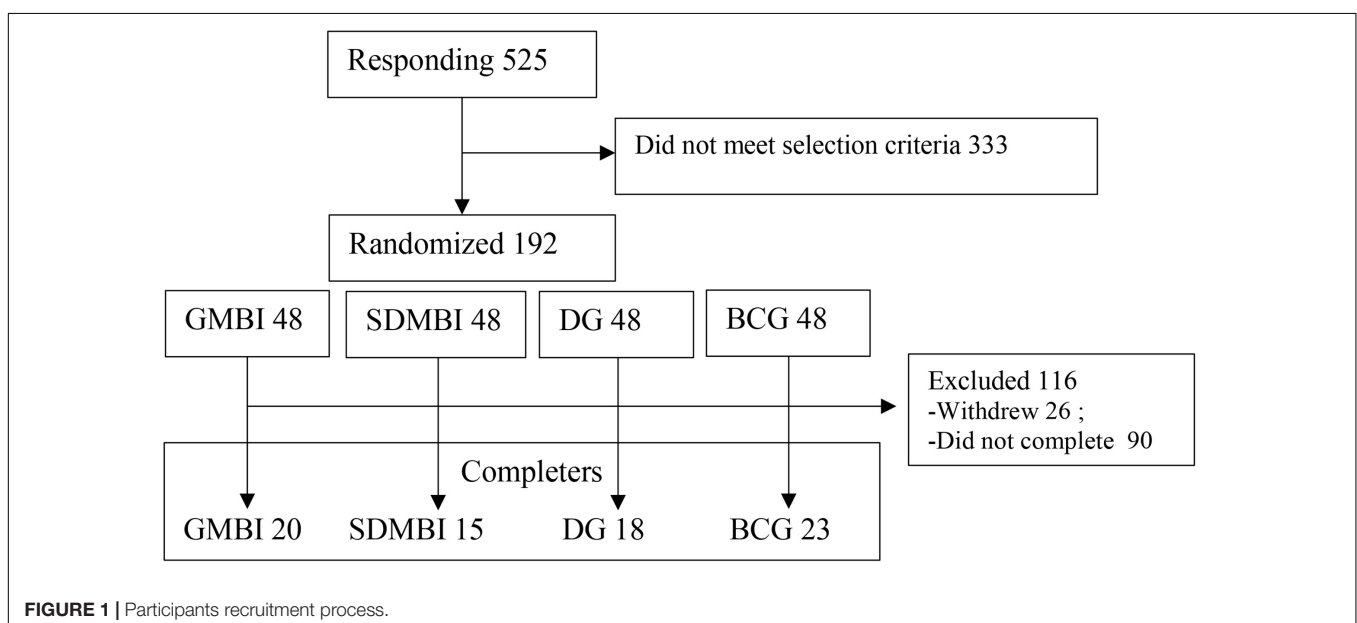 Responding 525
Did not meet selection criteria 333
Randomized 192
GMBI 48
SDMBI 48
DG 48
BCG 48
Excluded 116
-Withdrew 26 ;
-Did not complete 90
Completers
GMBI 20
SDMBI 15
DG 18
BCG 23
FIGURE 1 | Participants recruitment process.